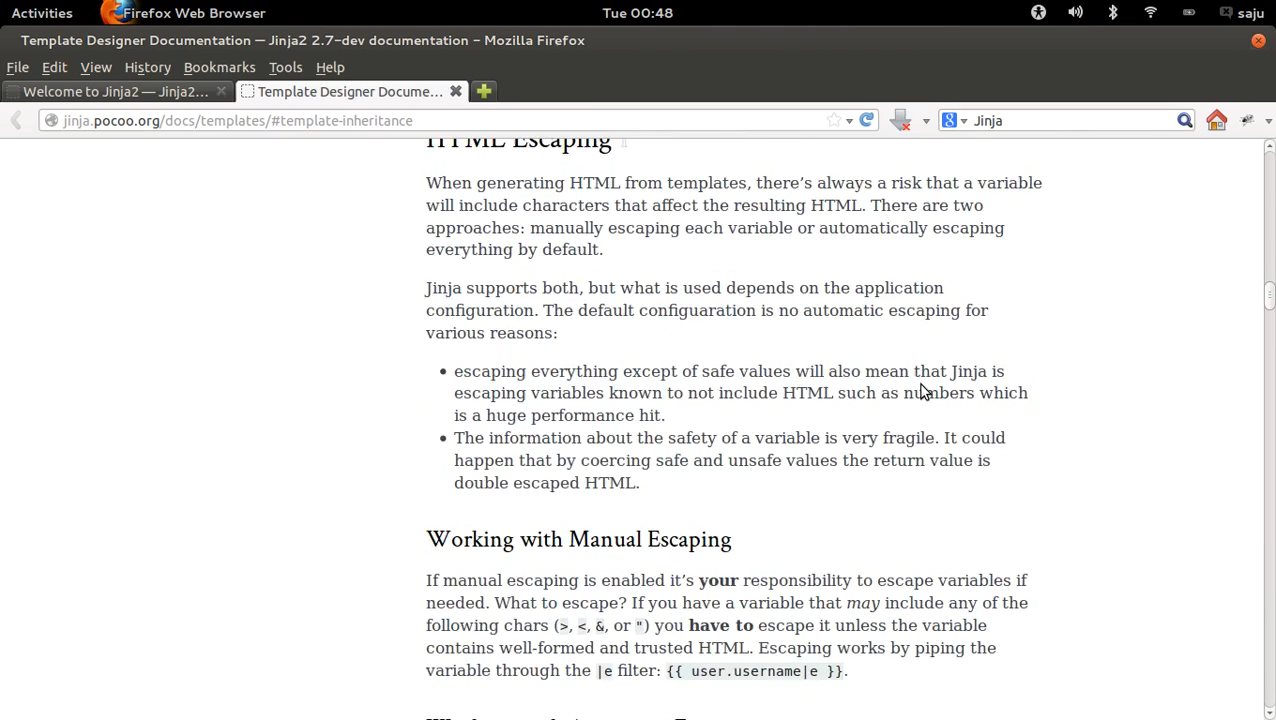 Activities Firefox Web Browser Tue 00:48 saju
Template Designer Documentation — Jinja2 2.7-dev documentation - Mozilla Firefox
File Edit View History Bookmarks Tools Help
Welcome to Jinja2 — Jinja2... Template Designer Docume...
jinja.pocoo.org/docs/templates/#template-inheritance Jinja
HTML Escaping ¶
When generating HTML from templates, there’s always a risk that a variable
will include characters that affect the resulting HTML. There are two
approaches: manually escaping each variable or automatically escaping
everything by default.
Jinja supports both, but what is used depends on the application
configuration. The default configuaration is no automatic escaping for
various reasons:
• escaping everything except of safe values will also mean that Jinja is
escaping variables known to not include HTML such as numbers which
is a huge performance hit.
• The information about the safety of a variable is very fragile. It could
happen that by coercing safe and unsafe values the return value is
double escaped HTML.
Working with Manual Escaping
If manual escaping is enabled it’s your responsibility to escape variables if
needed. What to escape? If you have a variable that may include any of the
following chars (>, <, &, or ") you have to escape it unless the variable
contains well-formed and trusted HTML. Escaping works by piping the
variable through the |e filter: {{ user.username|e }}.